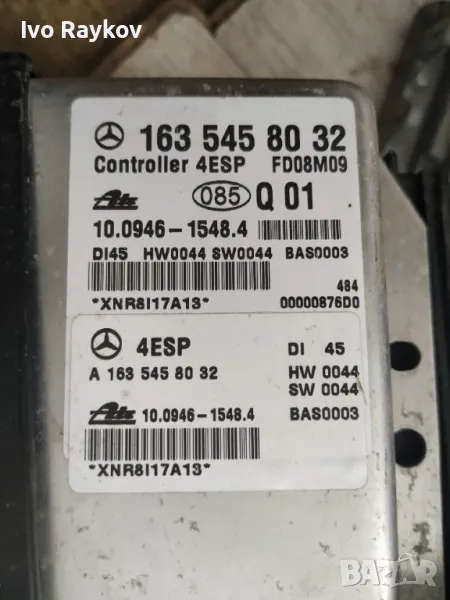 Ivo Raykov
163 545 80 32
Controller 4ESP FD08M09
Ate 085 Q 01
10.0946-1548.4
DI45 HW0044 SW0044 BAS0003
484
*XNR8I17A13* 00000876D0
4ESP DI 45
A 163 545 80 32 HW 0044
SW 0044
Ate 10.0946-1548.4 BAS0003
*XNR8I17A13*
BAZAR